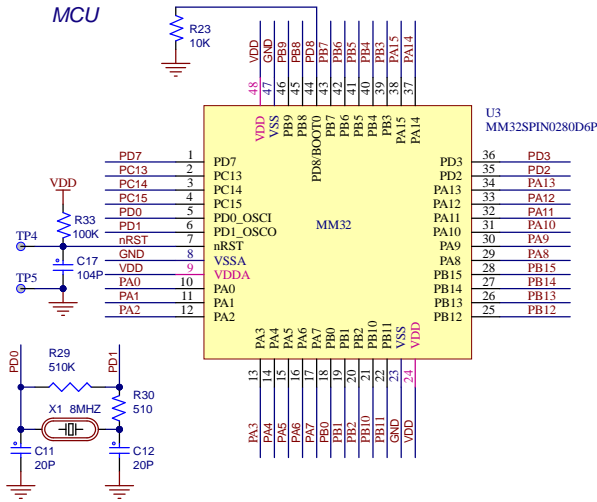 MCU
R23
10K
VDD
GND
PB9
PB8
PD8
PB7
PB6
PB5
PB4
PB3
PA15
PA14
48
47
46
45
44
43
42
41
40
39
38
37
VDD
VSS
PB9
PB8
PD8/BOOT0
PB7
PB6
PB5
PB4
PB3
PA15
PA14
U3
MM32SPIN0280D6P
MM32
PD7 1 PD7
PC13 2 PC13
PC14 3 PC14
PC15 4 PC15
PD0 5 PD0_OSCI
PD1 6 PD1_OSCO
nRST 7 nRST
GND 8 VSSA
VDD 9 VDDA
PA0 10 PA0
PA1 11 PA1
PA2 12 PA2
PD3 36 PD3
PD2 35 PD2
PA13 34 PA13
PA12 33 PA12
PA11 32 PA11
PA10 31 PA10
PA9 30 PA9
PA8 29 PA8
PB15 28 PB15
PB14 27 PB14
PB13 26 PB13
PB12 25 PB12
VDD
R33
100K
TP4
C17
104P
TP5
PA3
PA4
PA5
PA6
PA7
PB0
PB1
PB2
PB10
PB11
VSS
VDD
13
14
15
16
17
18
19
20
21
22
23
24
PA3
PA4
PA5
PA6
PA7
PB0
PB1
PB2
PB10
PB11
GND
VDD
PD0
PD1
R29
510K
R30
510
X1 8MHZ
C11
20P
C12
20P